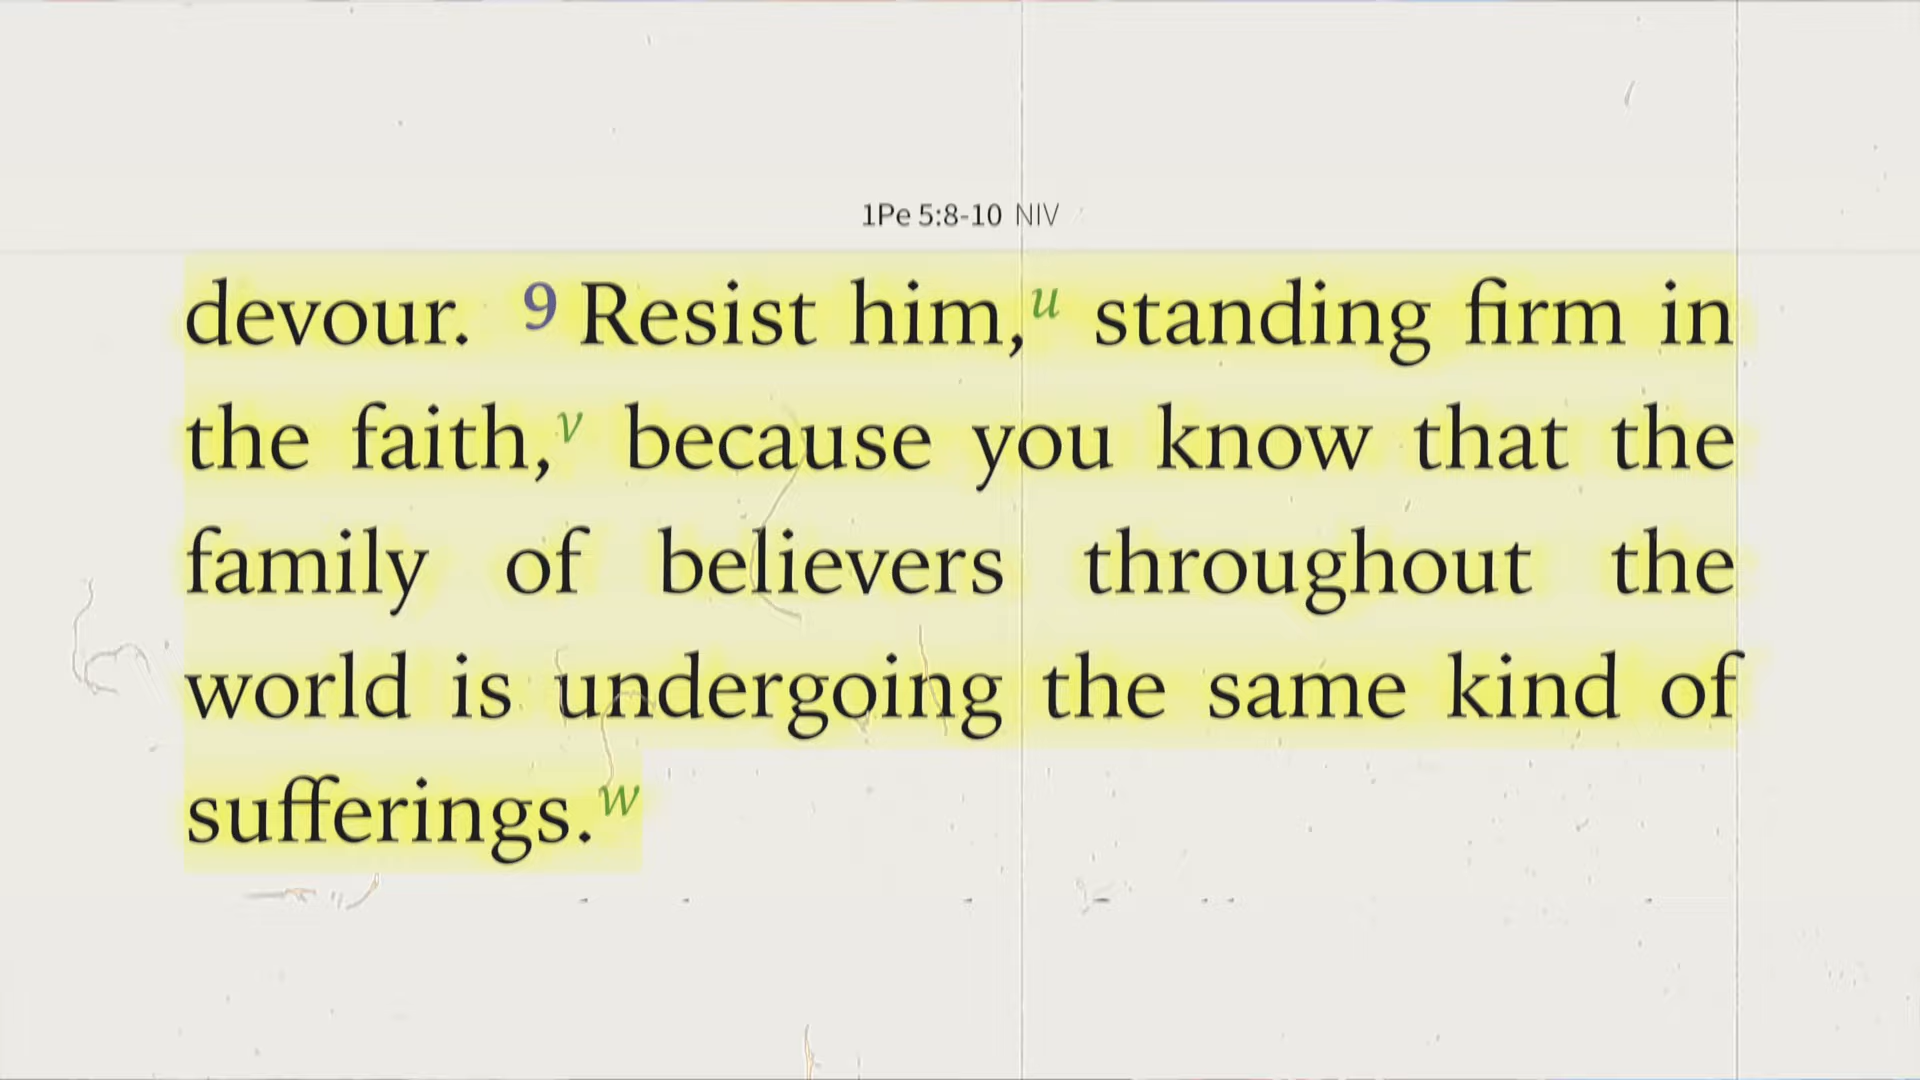 1Pe 5:8-10 NIV
devour. 9 Resist him,u standing firm in
the faith,v because you know that the
family of believers throughout the
world is undergoing the same kind of
sufferings.w